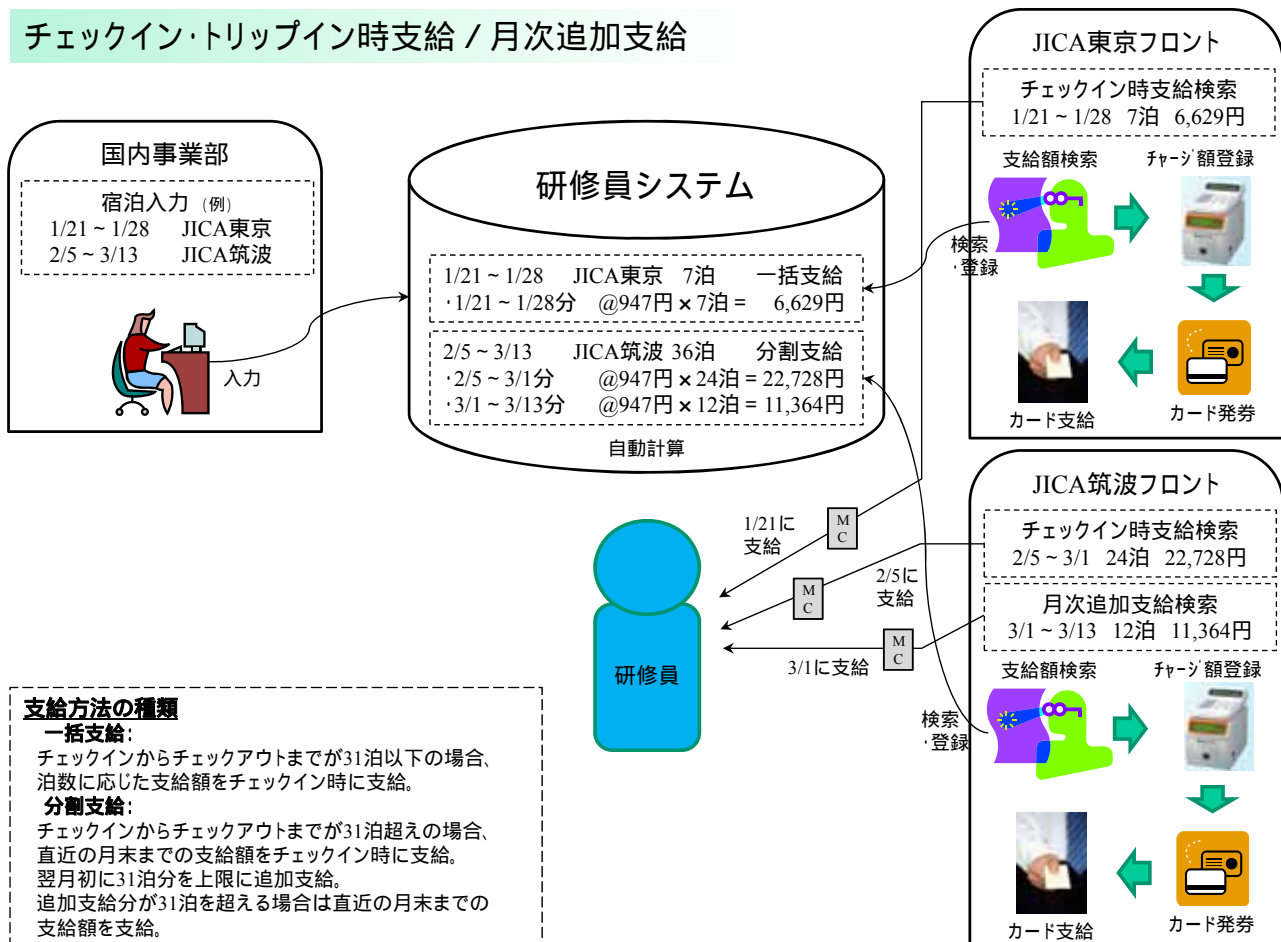 チェックイン・トリップイン時支給 / 月次追加支給
国内事業部
宿泊入力 (例)
1/21 ~ 1/28 JICA東京
2/5 ~ 3/13 JICA筑波
入力
研修員システム
1/21 ~ 1/28 JICA東京 7泊 一括支給
・1/21 ~ 1/28分 @947円 × 7泊 = 6,629円
2/5 ~ 3/13 JICA筑波 36泊 分割支給
・2/5 ~ 3/1分 @947円 × 24泊 = 22,728円
・3/1 ~ 3/13分 @947円 × 12泊 = 11,364円
自動計算
JICA東京フロント
チェックイン時支給検索
1/21 ~ 1/28 7泊 6,629円
支給額検索
チャージ額登録
検索
・登録
カード支給
カード発券
JICA筑波フロント
チェックイン時支給検索
2/5 ~ 3/1 24泊 22,728円
月次追加支給検索
3/1 ~ 3/13 12泊 11,364円
支給額検索
チャージ額登録
検索
・登録
カード支給
カード発券
1/21に
支給
M
C
2/5に
支給
M
C
3/1に支給
M
C
研修員
支給方法の種類
一括支給:
チェックインからチェックアウトまでが31泊以下の場合、
泊数に応じた支給額をチェックイン時に支給。
分割支給:
チェックインからチェックアウトまでが31泊超えの場合、
直近の月末までの支給額をチェックイン時に支給。
翌月初に31泊分を上限に追加支給。
追加支給分が31泊を超える場合は直近の月末までの
支給額を支給。